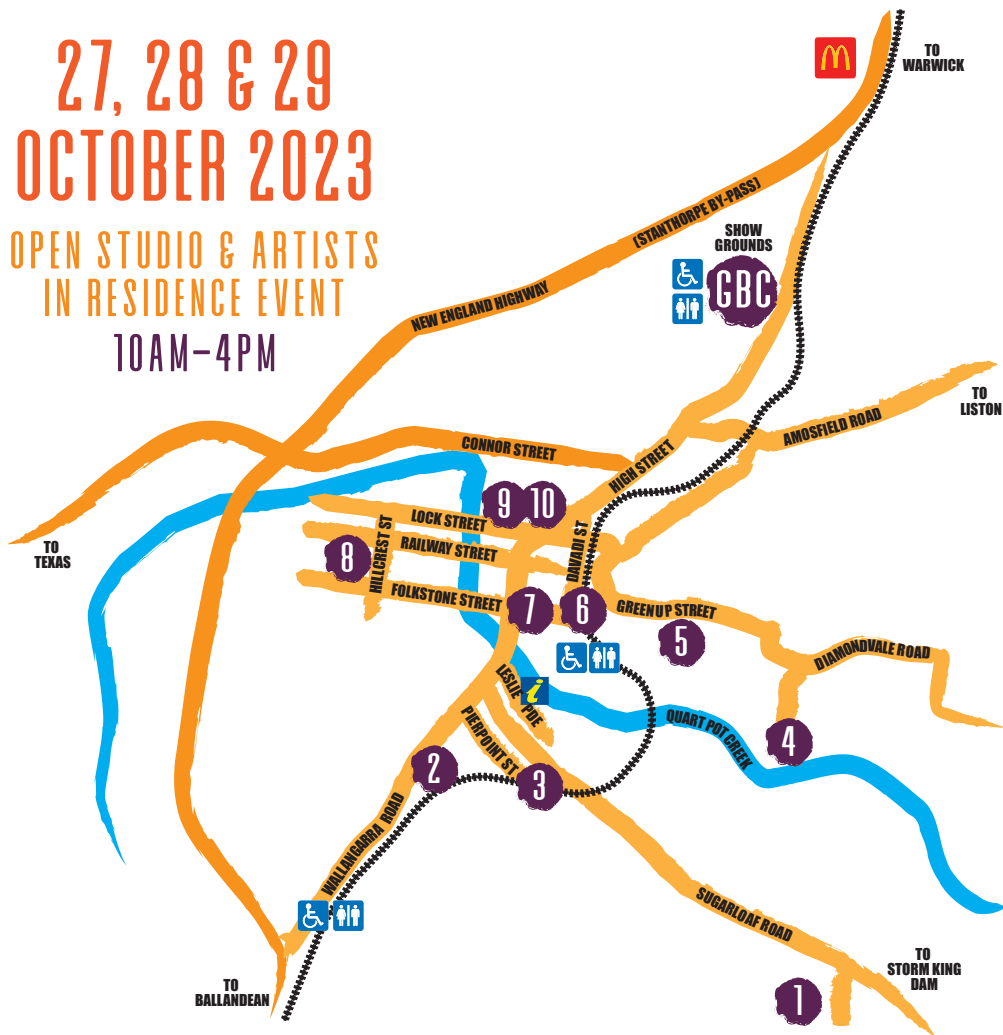 27, 28 & 29
OCTOBER 2023
OPEN STUDIO & ARTISTS
IN RESIDENCE EVENT
10AM–4PM
TO
WARWICK
(STANTHORPE BY-PASS)
NEW ENGLAND HIGHWAY
SHOW
GROUNDS
GBC
TO
LISTON
AMOSFIELD ROAD
CONNOR STREET
HIGH STREET
9
10
LOCK STREET
RAILWAY STREET
DAVADI ST
HILLCREST ST
8
TO
TEXAS
FOLKSTONE STREET
7
6
GREENUP STREET
5
DIAMONDVALE ROAD
LESLIE PDE
i
PIERPOINT ST
QUART POT CREEK
4
2
3
WALLANGARRA ROAD
SUGARLOAF ROAD
TO
STORM KING
DAM
TO
BALLANDEAN
1